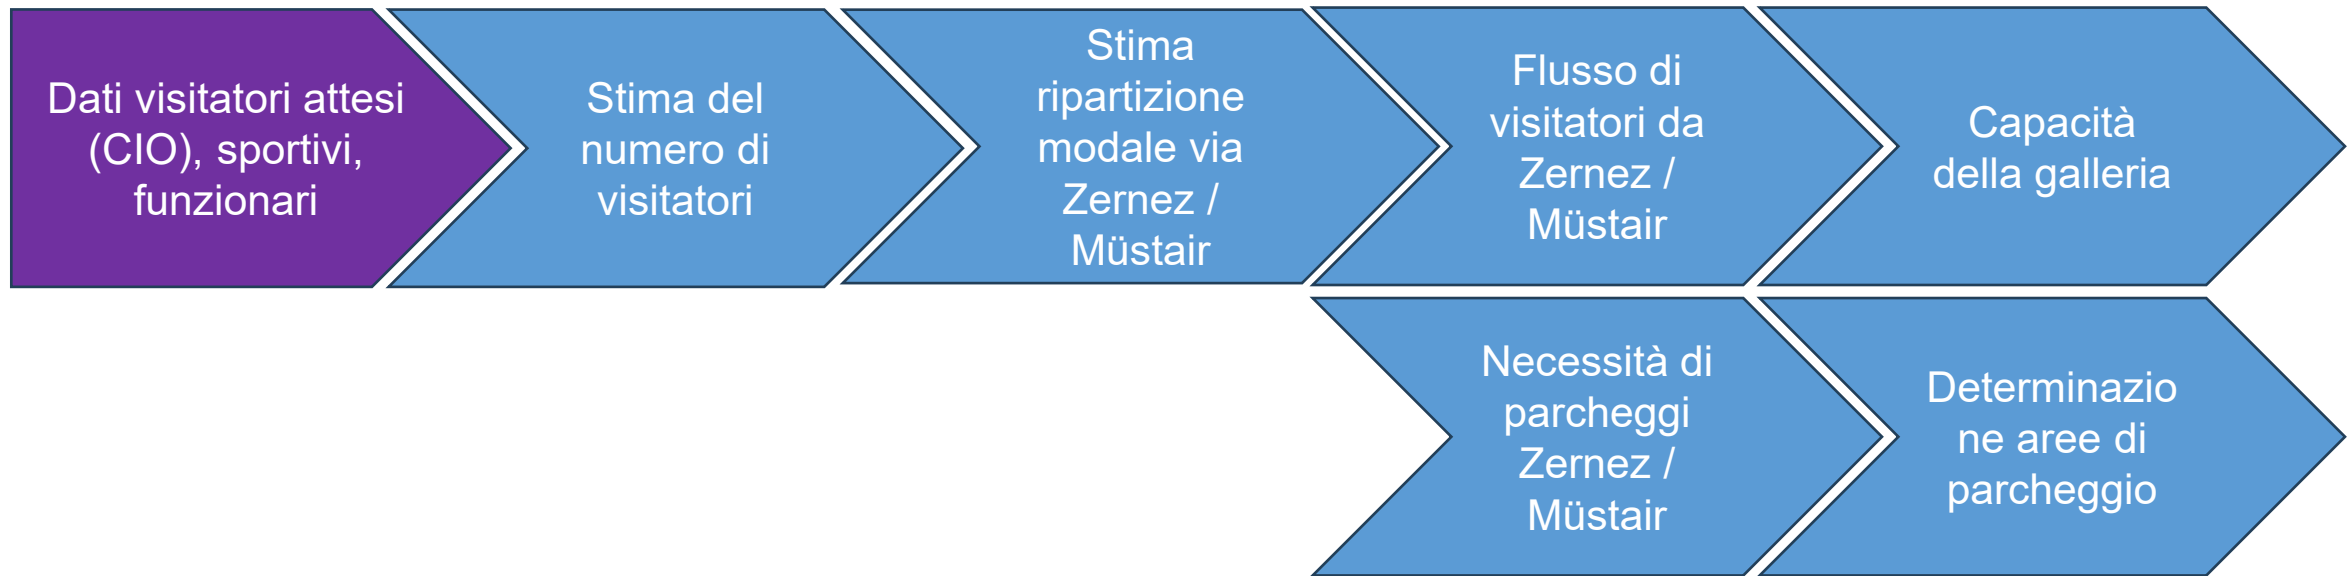 Dati visitatori attesi
(CIO), sportivi,
funzionari
Stima del
numero di
visitatori
Stima
ripartizione
modale via
Zernez /
Müstair
Flusso di
visitatori da
Zernez /
Müstair
Capacità
della galleria
Necessità di
parcheggi
Zernez /
Müstair
Determinazio
ne aree di
parcheggio